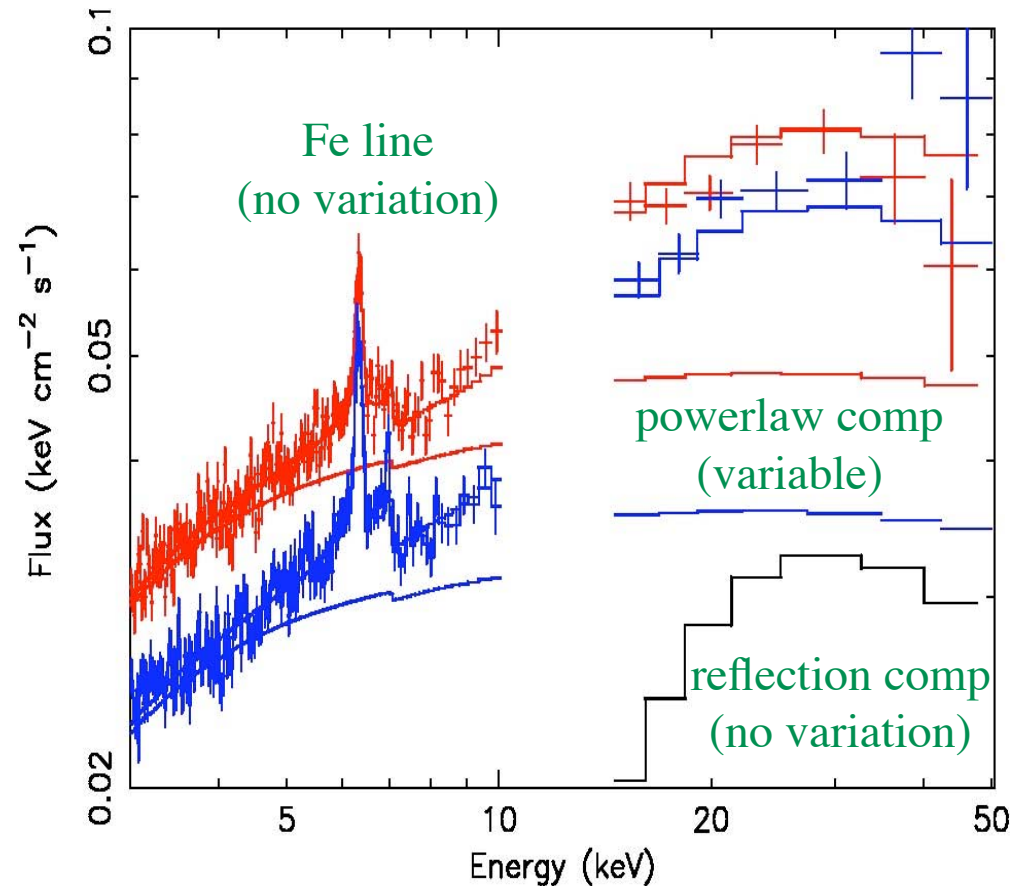 0.1
Fe line
(no variation)
Flux (keV cm−2 s−1)
0.05
powerlaw comp
(variable)
reflection comp
(no variation)
0.02
5
10
20
50
Energy (keV)